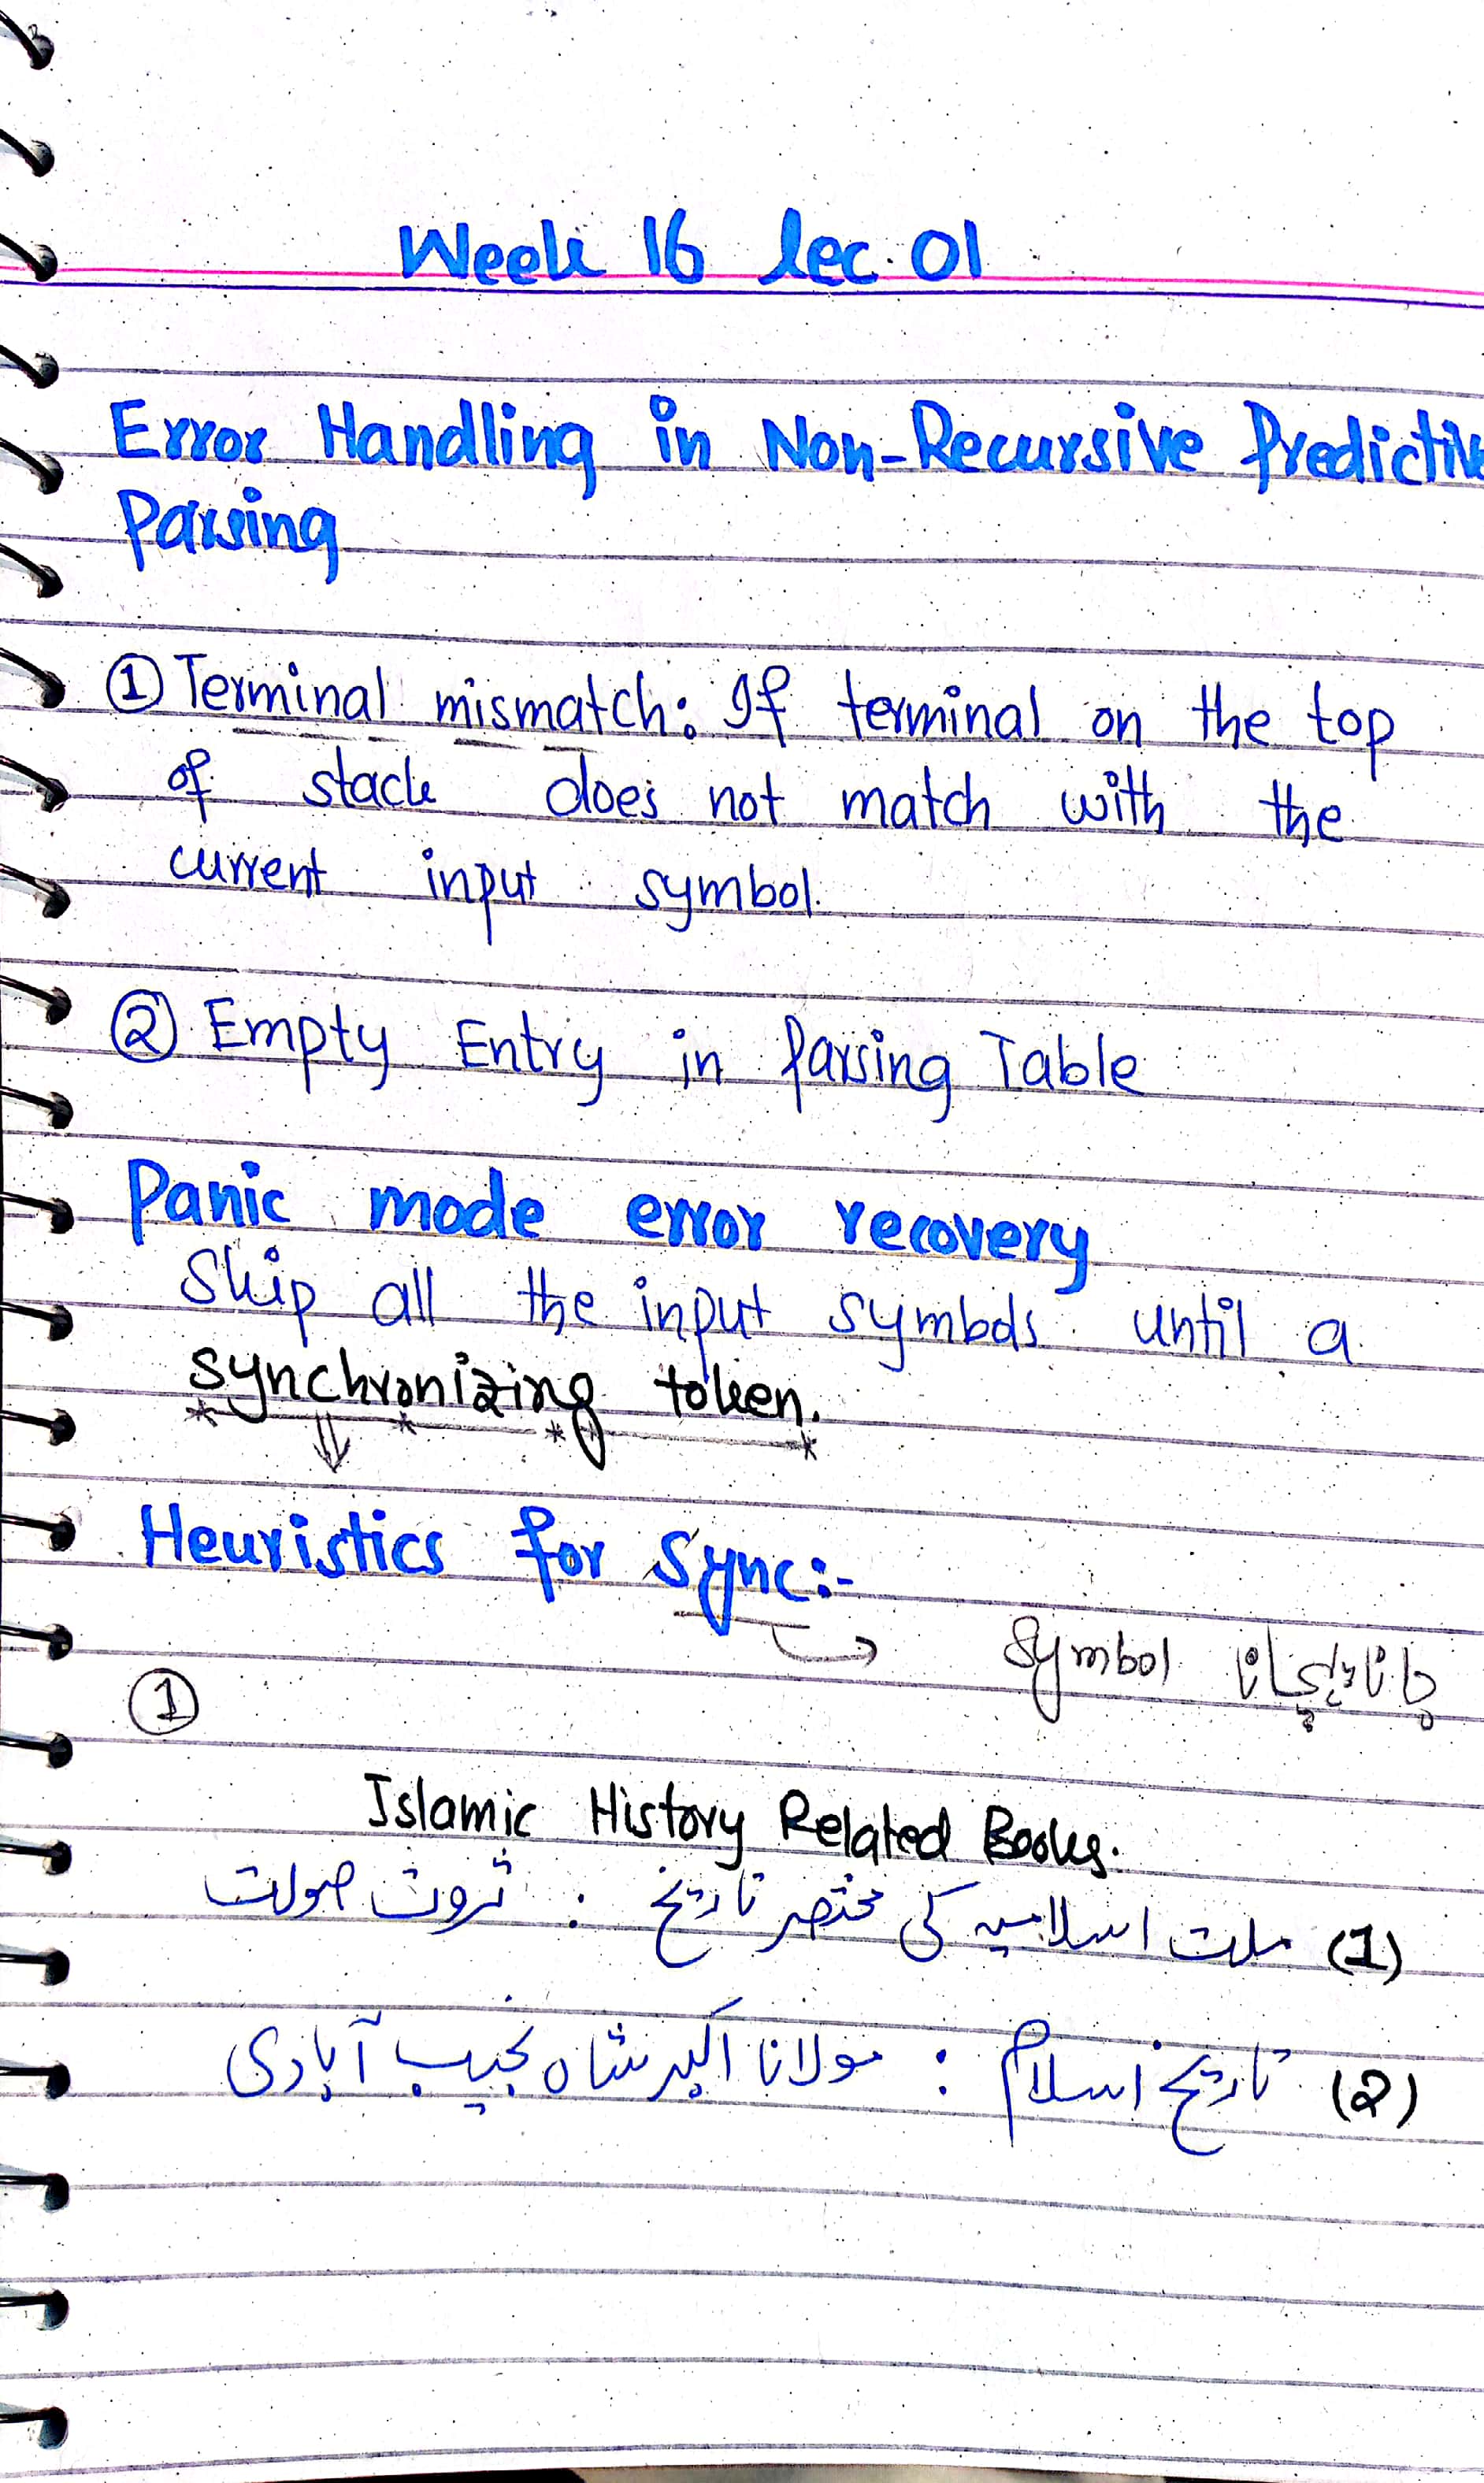 Week 16 lec. 01
Error Handling in Non-Recursive Predictive
Parsing
① Terminal mismatch: If terminal on the top
of stack does not match with the
current input symbol.
② Empty Entry in Parsing Table
Panic mode error recovery
Skip all the input symbols until a
synchronizing token.
Heuristics for Sync:-
Symbol جانا پہچانا
①
Islamic History Related Books.
(1) ملت اسلامیہ کی مختصر تاریخ : ثروت صولت
(2) تاریخ اسلام : مولانا اکبر شاہ نجیب آبادی